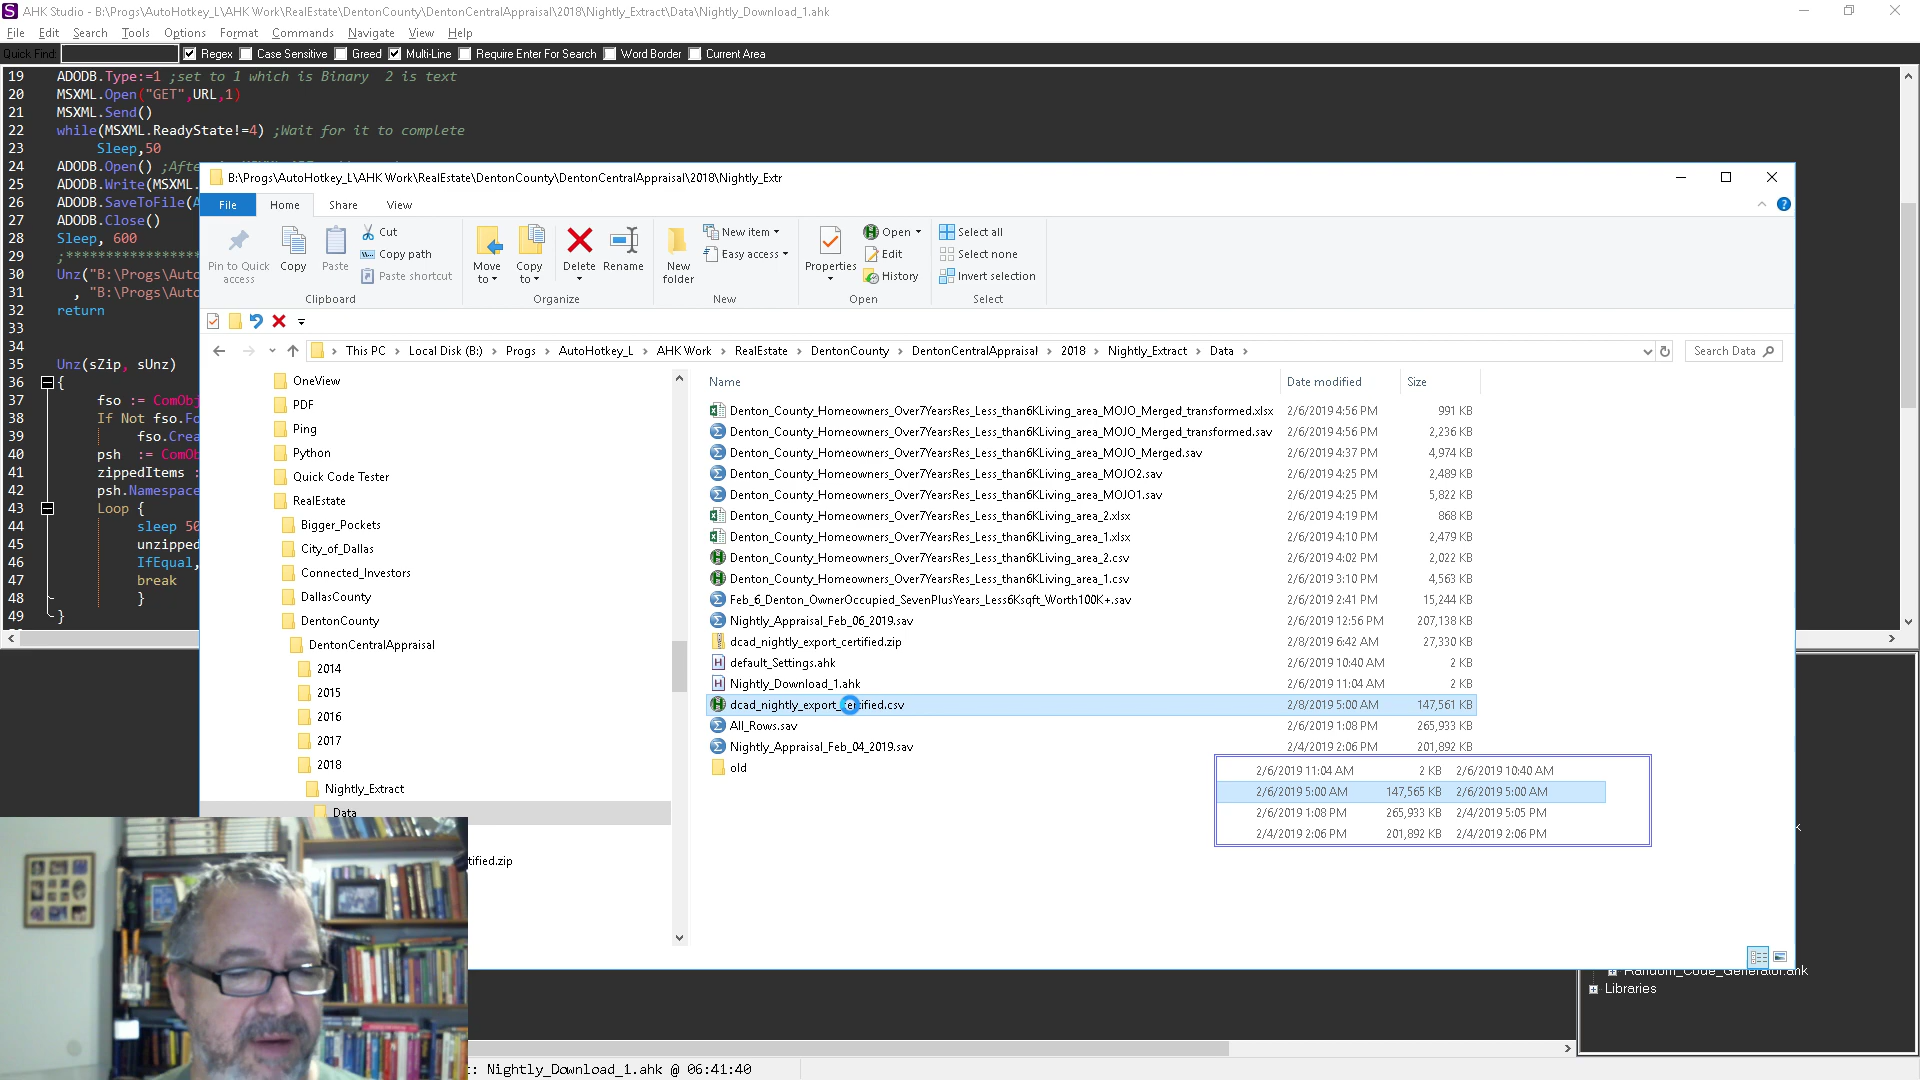 S AHK Studio - B:\Progs\AutoHotkey_L\AHK Work\RealEstate\DentonCounty\DentonCentralAppraisal\2018\Nightly_Extract\Data\Nightly_Download_1.ahk
File Edit Search Tools Options Format Commands Navigate View Help
Quick Find: Regex Case Sensitive Greed Multi-Line Require Enter For Search Word Border Current Area
19 ADODB.Type:=1 ;set to 1 which is Binary 2 is text
20 MSXML.Open("GET",URL,1)
21 MSXML.Send()
22 while(MSXML.ReadyState!=4) ;Wait for it to complete
23 Sleep,50
24 ADODB.Open() ;Afte
25 ADODB.Write(MSXML.
26 ADODB.SaveToFile(A
27 ADODB.Close()
28 Sleep, 600
29 ;*****************
30 Unz("B:\Progs\Auto
31 , "B:\Progs\Auto
32 return
33
34
35 Unz(sZip, sUnz)
36 {
37 fso := ComObj
38 If Not fso.Fo
39 fso.Crea
40 psh := ComOb
41 zippedItems :
42 psh.Namespace
43 Loop {
44 sleep 50
45 unzipped
46 IfEqual,
47 break
48 }
49 }
B:\Progs\AutoHotkey_L\AHK Work\RealEstate\DentonCounty\DentonCentralAppraisal\2018\Nightly_Extr
File Home Share View
Pin to Quick access
Copy
Paste
Cut
Copy path
Paste shortcut
Clipboard
Move to
Copy to
Delete
Rename
Organize
New folder
New item
Easy access
New
Properties
Open
Edit
History
Open
Select all
Select none
Invert selection
Select
This PC > Local Disk (B:) > Progs > AutoHotkey_L > AHK Work > RealEstate > DentonCounty > DentonCentralAppraisal > 2018 > Nightly_Extract > Data >
Search Data
OneView
PDF
Ping
Python
Quick Code Tester
RealEstate
Bigger_Pockets
City_of_Dallas
Connected_Investors
DallasCounty
DentonCounty
DentonCentralAppraisal
2014
2015
2016
2017
2018
Nightly_Extract
Data
tified.zip
Name Date modified Size
Denton_County_Homeowners_Over7YearsRes_Less_than6KLiving_area_MOJO_Merged_transformed.xlsx 2/6/2019 4:56 PM 991 KB
Denton_County_Homeowners_Over7YearsRes_Less_than6KLiving_area_MOJO_Merged_transformed.sav 2/6/2019 4:56 PM 2,236 KB
Denton_County_Homeowners_Over7YearsRes_Less_than6KLiving_area_MOJO_Merged.sav 2/6/2019 4:37 PM 4,974 KB
Denton_County_Homeowners_Over7YearsRes_Less_than6KLiving_area_MOJO2.sav 2/6/2019 4:25 PM 2,489 KB
Denton_County_Homeowners_Over7YearsRes_Less_than6KLiving_area_MOJO1.sav 2/6/2019 4:25 PM 5,822 KB
Denton_County_Homeowners_Over7YearsRes_Less_than6KLiving_area_2.xlsx 2/6/2019 4:19 PM 868 KB
Denton_County_Homeowners_Over7YearsRes_Less_than6KLiving_area_1.xlsx 2/6/2019 4:10 PM 2,479 KB
Denton_County_Homeowners_Over7YearsRes_Less_than6KLiving_area_2.csv 2/6/2019 4:02 PM 2,022 KB
Denton_County_Homeowners_Over7YearsRes_Less_than6KLiving_area_1.csv 2/6/2019 3:10 PM 4,563 KB
Feb_6_Denton_OwnerOccupied_SevenPlusYears_Less6Ksqft_Worth100K+.sav 2/6/2019 2:41 PM 15,244 KB
Nightly_Appraisal_Feb_06_2019.sav 2/6/2019 12:56 PM 207,138 KB
dcad_nightly_export_certified.zip 2/8/2019 6:42 AM 27,330 KB
default_Settings.ahk 2/6/2019 10:40 AM 2 KB
Nightly_Download_1.ahk 2/6/2019 11:04 AM 2 KB
dcad_nightly_export_certified.csv 2/8/2019 5:00 AM 147,561 KB
All_Rows.sav 2/6/2019 1:08 PM 265,933 KB
Nightly_Appraisal_Feb_04_2019.sav 2/4/2019 2:06 PM 201,892 KB
old
2/6/2019 11:04 AM 2 KB 2/6/2019 10:40 AM
2/6/2019 5:00 AM 147,565 KB 2/6/2019 5:00 AM
2/6/2019 1:08 PM 265,933 KB 2/4/2019 5:05 PM
2/4/2019 2:06 PM 201,892 KB 2/4/2019 2:06 PM
Random_Code_Generator.ahk
Libraries
: Nightly_Download_1.ahk @ 06:41:40